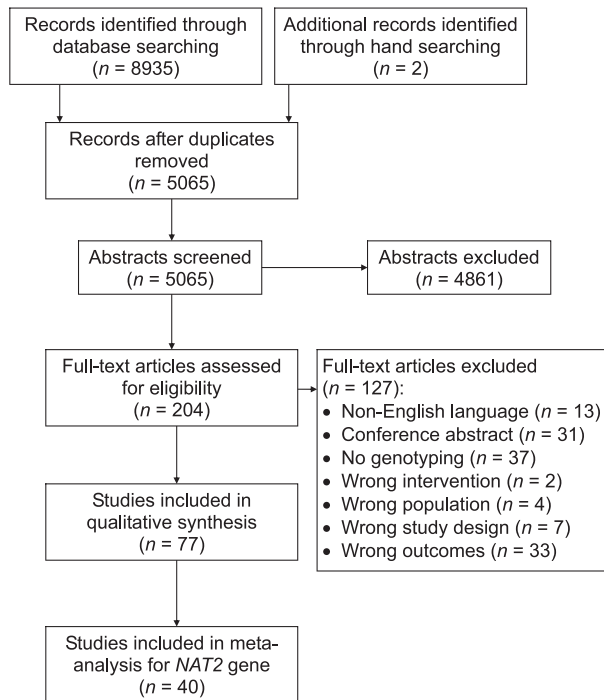 Records identified through
database searching
(n = 8935)
Additional records identified
through hand searching
(n = 2)
Records after duplicates
removed
(n = 5065)
Abstracts screened
(n = 5065)
Abstracts excluded
(n = 4861)
Full-text articles assessed
for eligibility
(n = 204)
Full-text articles excluded
(n = 127):
• Non-English language (n = 13)
• Conference abstract (n = 31)
• No genotyping (n = 37)
• Wrong intervention (n = 2)
• Wrong population (n = 4)
• Wrong study design (n = 7)
• Wrong outcomes (n = 33)
Studies included in
qualitative synthesis
(n = 77)
Studies included in meta-
analysis for NAT2 gene
(n = 40)